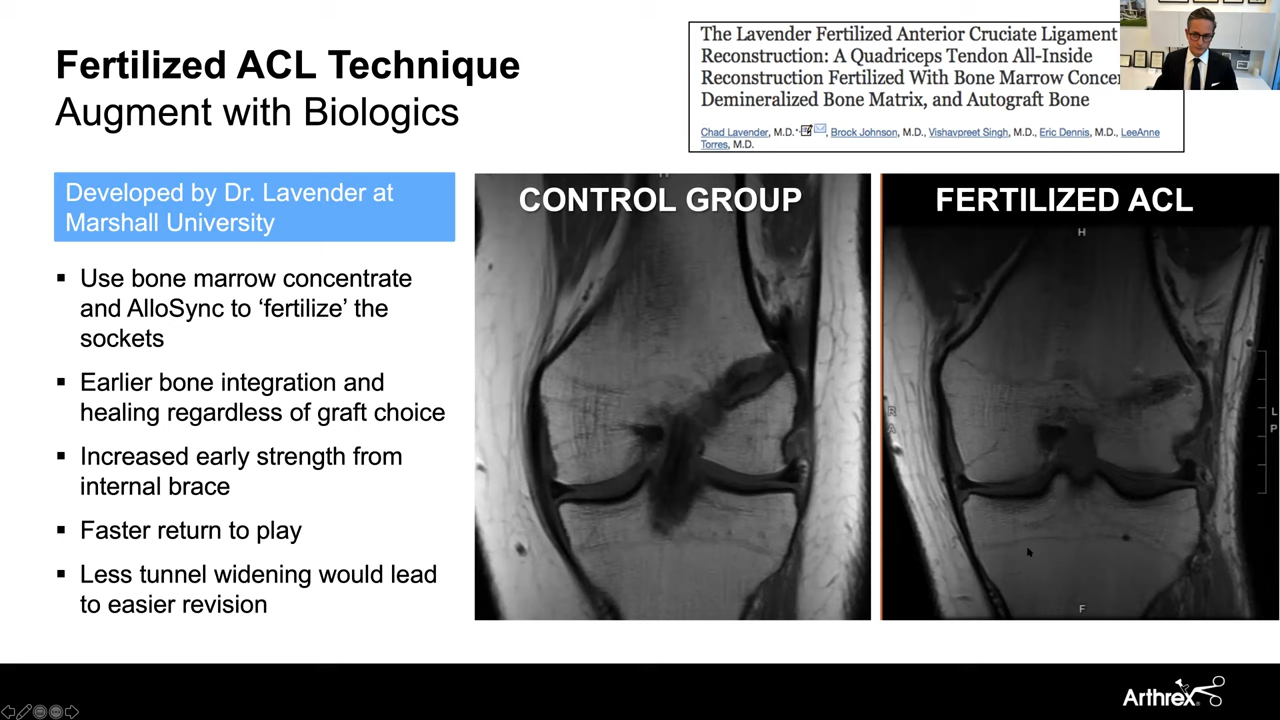 Fertilized ACL Technique
Augment with Biologics
The Lavender Fertilized Anterior Cruciate Ligament
Reconstruction: A Quadriceps Tendon All-Inside
Reconstruction Fertilized With Bone Marrow
Demineralized Bone Matrix, and Autograft Bone
Chad Lavender, M.D.*, Brock Johnson, M.D., Vishavpreet Singh, M.D., Eric Dennis, M.D., LeeAnne
Torres, M.D.
Developed by Dr. Lavender at
Marshall University
▪ Use bone marrow concentrate
and AlloSync to ‘fertilize’ the
sockets
▪ Earlier bone integration and
healing regardless of graft choice
▪ Increased early strength from
internal brace
▪ Faster return to play
▪ Less tunnel widening would lead
to easier revision
CONTROL GROUP
FERTILIZED ACL
H
R
A
L
P
F
Arthrex